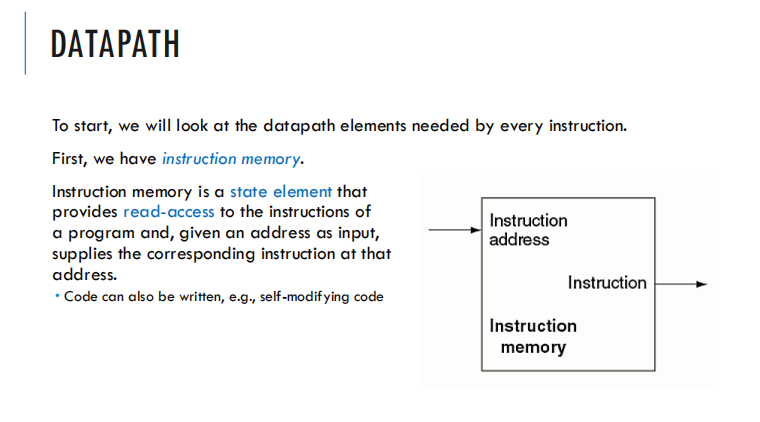 DATAPATH
To start, we will look at the datapath elements needed by every instruction.
First, we have instruction memory.
Instruction memory is a state element that
provides read-access to the instructions of
a program and, given an address as input,
supplies the corresponding instruction at that
address.
▪ Code can also be written, e.g., self-modifying code
Instruction
address
Instruction
Instruction
memory